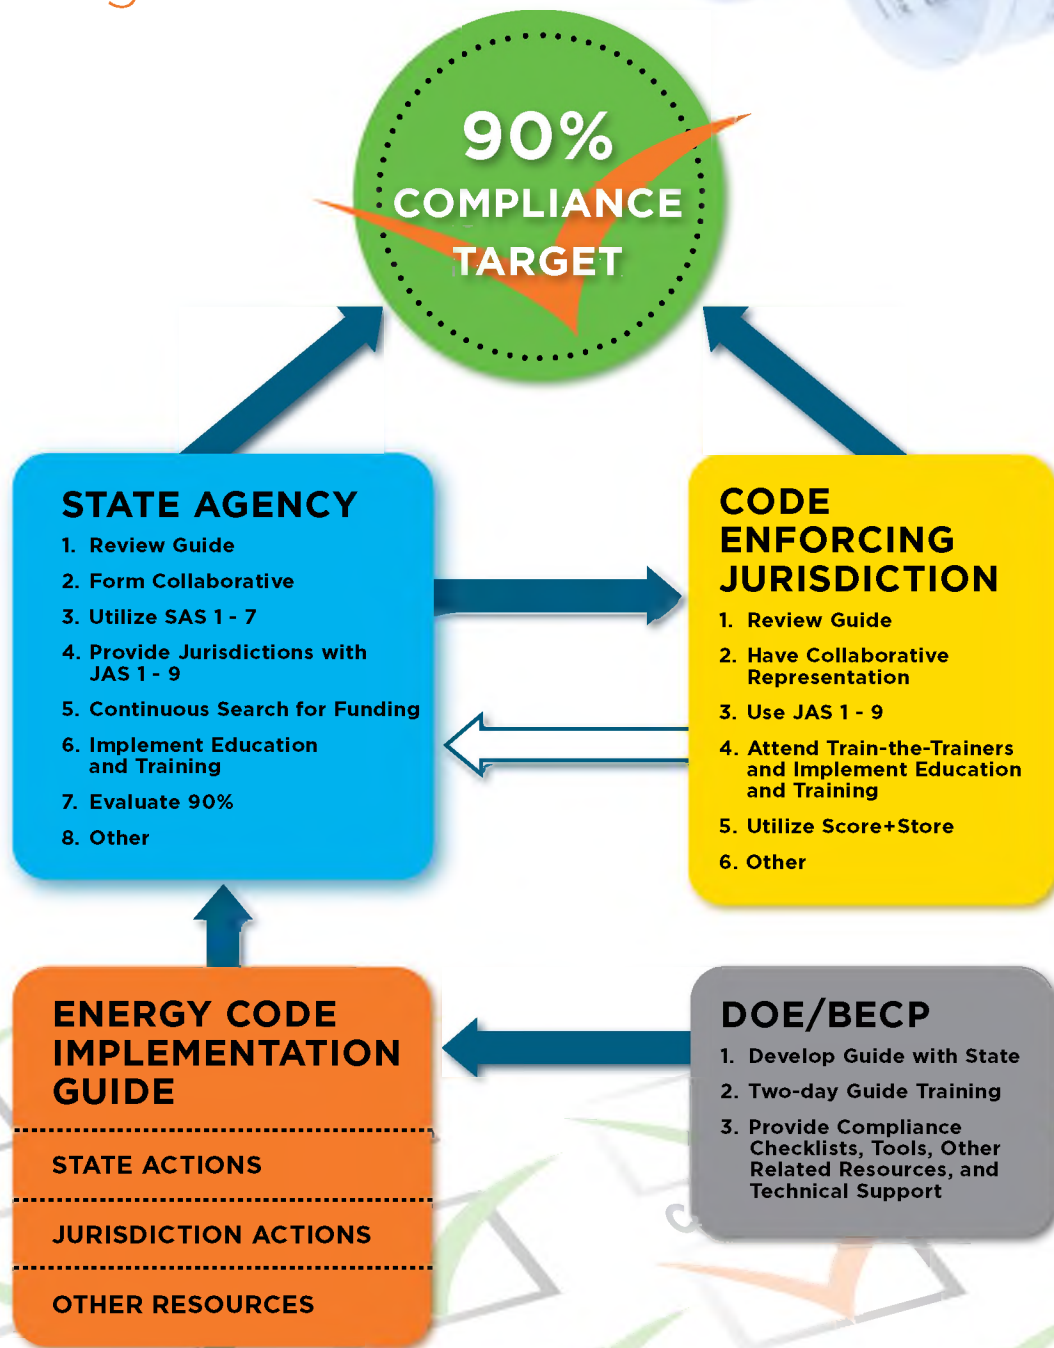 90%
COMPLIANCE
TARGET
STATE AGENCY
1. Review Guide
2. Form Collaborative
3. Utilize SAS 1 - 7
4. Provide Jurisdictions with
JAS 1 - 9
5. Continuous Search for Funding
6. Implement Education
and Training
7. Evaluate 90%
8. Other
CODE
ENFORCING
JURISDICTION
1. Review Guide
2. Have Collaborative
Representation
3. Use JAS 1 - 9
4. Attend Train-the-Trainers
and Implement Education
and Training
5. Utilize Score+Store
6. Other
ENERGY CODE
IMPLEMENTATION
GUIDE
STATE ACTIONS
JURISDICTION ACTIONS
OTHER RESOURCES
DOE/BECP
1. Develop Guide with State
2. Two-day Guide Training
3. Provide Compliance
Checklists, Tools, Other
Related Resources, and
Technical Support